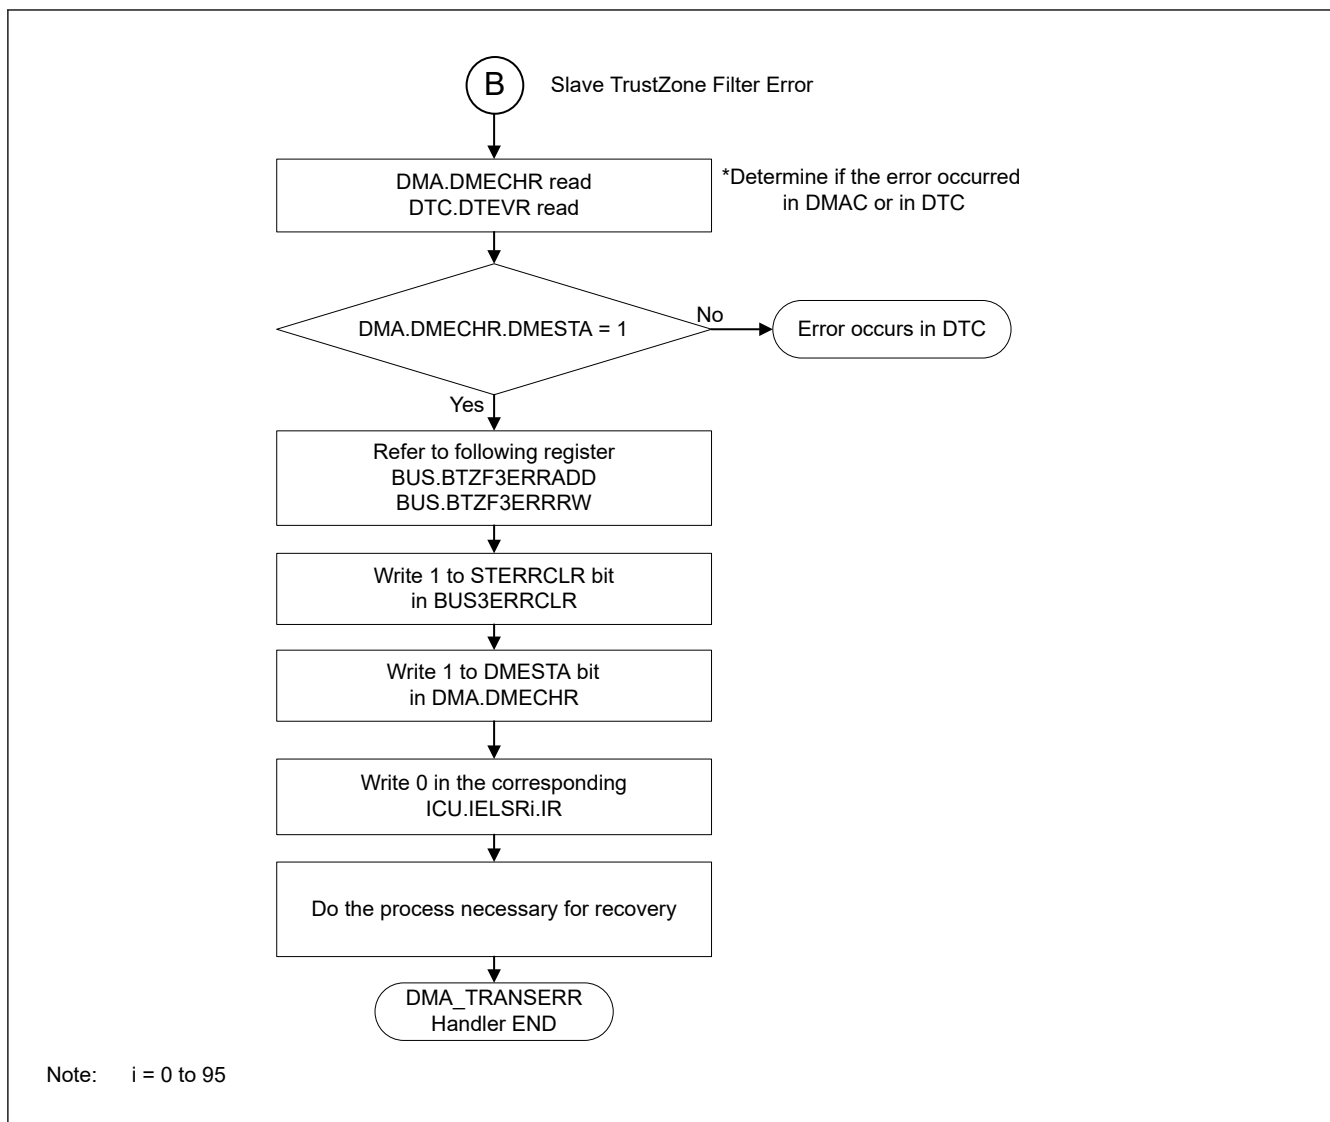 B
Slave TrustZone Filter Error
DMA.DMECHR read
DTC.DTEVR read
*Determine if the error occurred
in DMAC or in DTC
DMA.DMECHR.DMESTA = 1
No
Error occurs in DTC
Yes
Refer to following register
BUS.BTZF3ERRADD
BUS.BTZF3ERRRW
Write 1 to STERRCLR bit
in BUS3ERRCLR
Write 1 to DMESTA bit
in DMA.DMECHR
Write 0 in the corresponding
ICU.IELSRi.IR
Do the process necessary for recovery
DMA_TRANSERR
Handler END
Note: i = 0 to 95